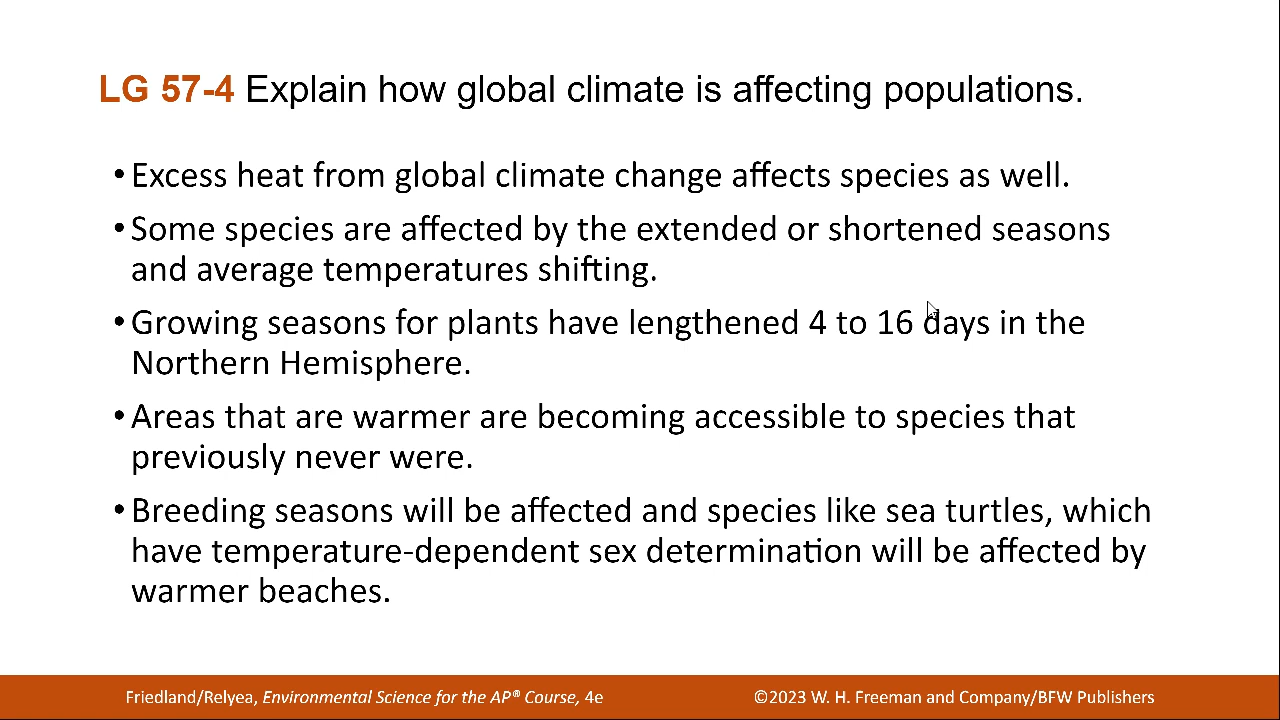 LG 57-4 Explain how global climate is affecting populations.
•Excess heat from global climate change affects species as well.
•Some species are affected by the extended or shortened seasons
and average temperatures shifting.
•Growing seasons for plants have lengthened 4 to 16 days in the
Northern Hemisphere.
•Areas that are warmer are becoming accessible to species that
previously never were.
•Breeding seasons will be affected and species like sea turtles, which
have temperature-dependent sex determination will be affected by
warmer beaches.
Friedland/Relyea, Environmental Science for the AP® Course, 4e
©2023 W. H. Freeman and Company/BFW Publishers